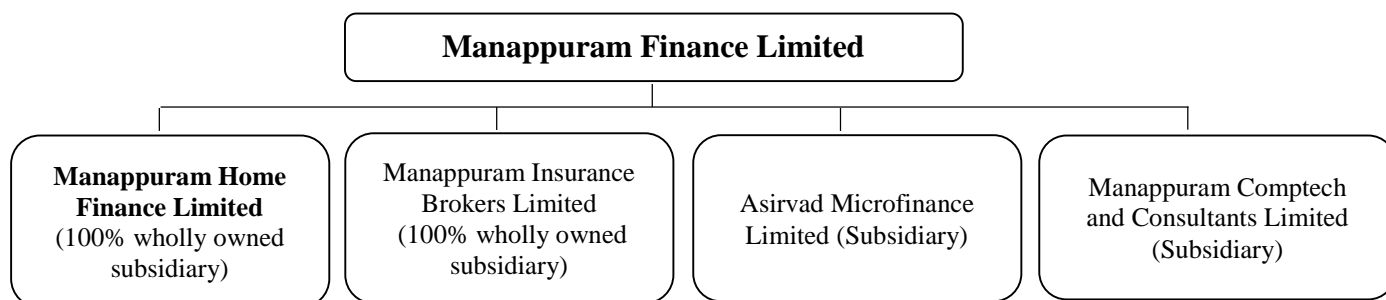 Manappuram Finance Limited
Manappuram Home
Finance Limited
(100% wholly owned
subsidiary)
Manappuram Insurance
Brokers Limited
(100% wholly owned
subsidiary)
Asirvad Microfinance
Limited (Subsidiary)
Manappuram Comptech
and Consultants Limited
(Subsidiary)